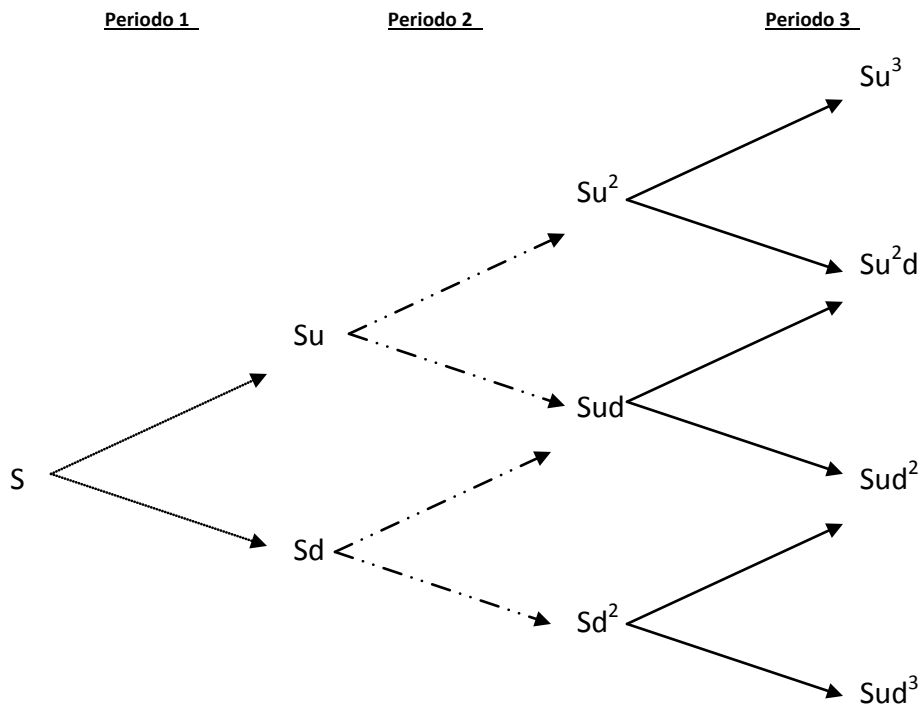 Periodo 1 Periodo 2 Periodo 3
Su³
Su²
Su²d
Su
Sud
S
Sud²
Sd
Sd²
Sud³